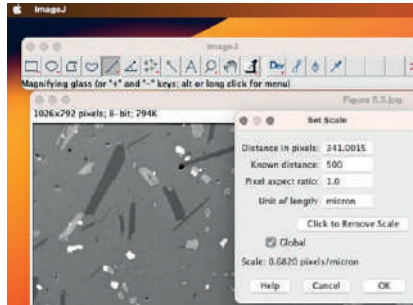 ImageJ
ImageJ
Dev
Magnifying glass (or "+" and "-" keys; alt or long click for menu)
Figure 5.3.jpg
1026x792 pixels; 8-bit; 294K
Set Scale
Distance in pixels: 341.0015
Known distance: 500
Pixel aspect ratio: 1.0
Unit of length: micron
Click to Remove Scale
Global
Scale: 0.6820 pixels/micron
Help Cancel OK